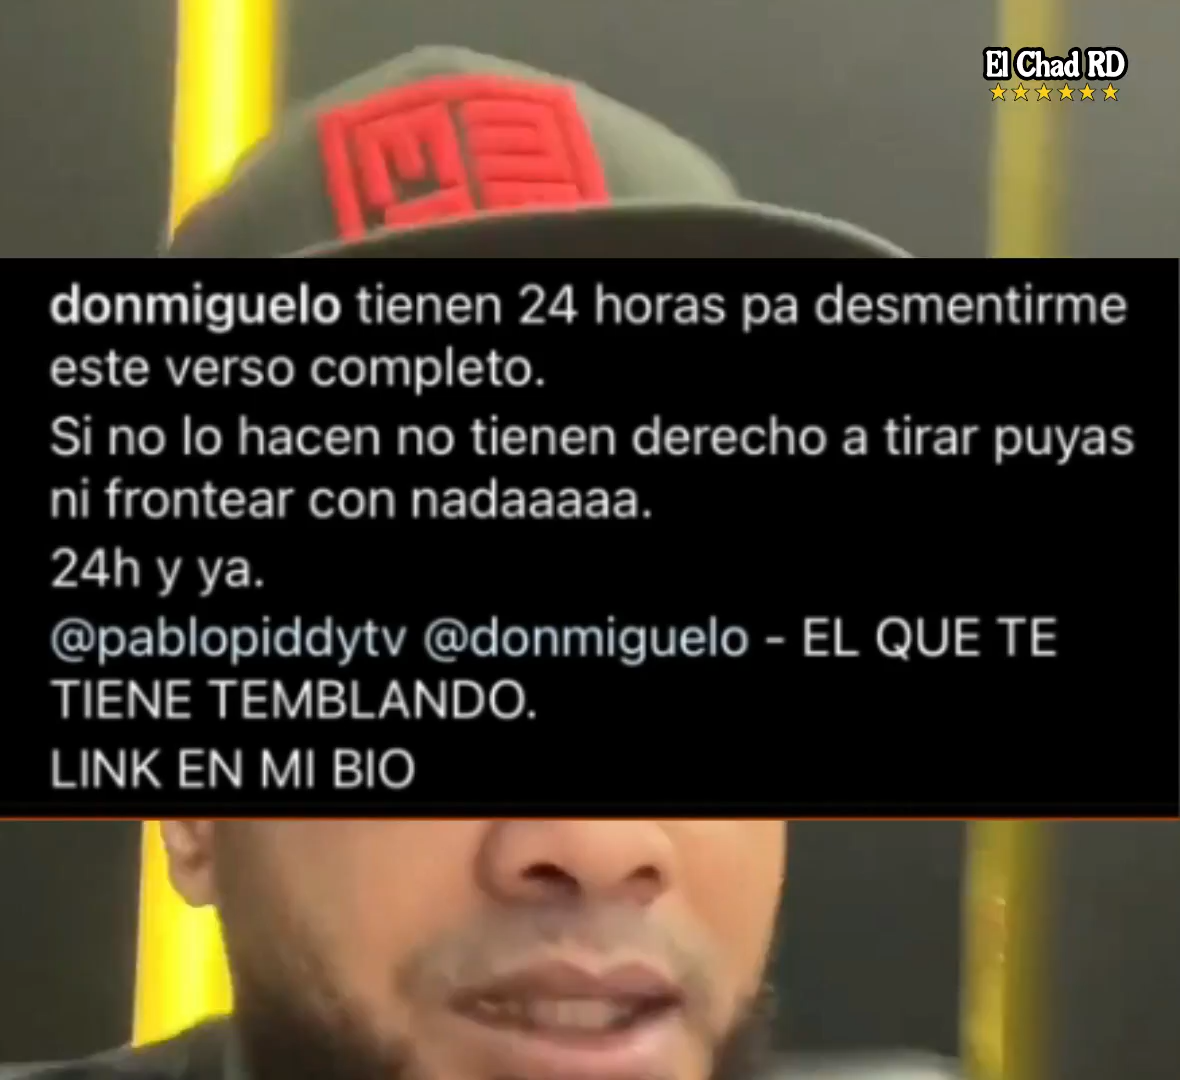 El Chad RD
donmiguelo tienen 24 horas pa desmentirme
este verso completo.
Si no lo hacen no tienen derecho a tirar puyas
ni frontear con nadaaaaa.
24h y ya.
@pablopiddytv @donmiguelo - EL QUE TE
TIENE TEMBLANDO.
LINK EN MI BIO